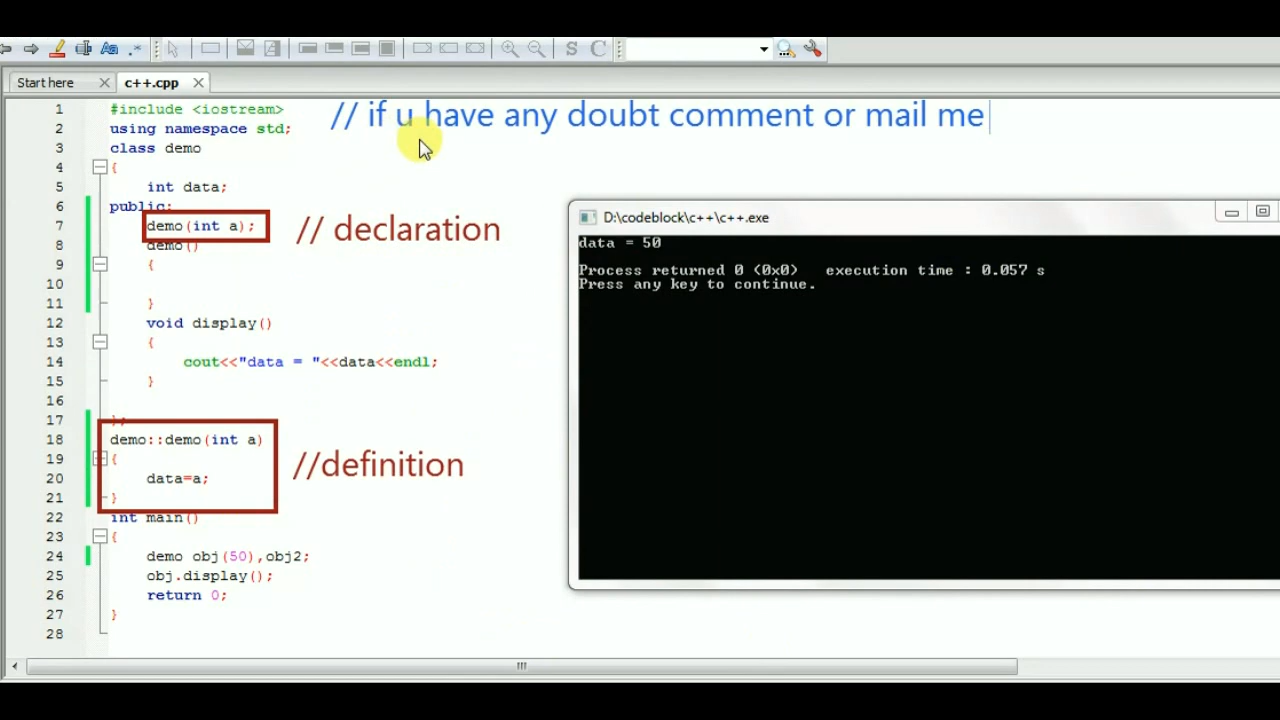 Start here
c++.cpp
1 #include <iostream>
// if u have any doubt comment or mail me
2 using namespace std;
3 class demo
4 {
5 int data;
6 public:
7 demo(int a);
// declaration
8 demo()
9 {
10
11 }
12 void display()
13 {
14 cout<<"data = "<<data<<endl;
15 }
16
17 };
18 demo::demo(int a)
19 {
//definition
20 data=a;
21 }
22 int main()
23 {
24 demo obj(50),obj2;
25 obj.display();
26 return 0;
27 }
28
D:\codeblock\c++\c++.exe
data = 50
Process returned 0 (0x0) execution time : 0.057 s
Press any key to continue.